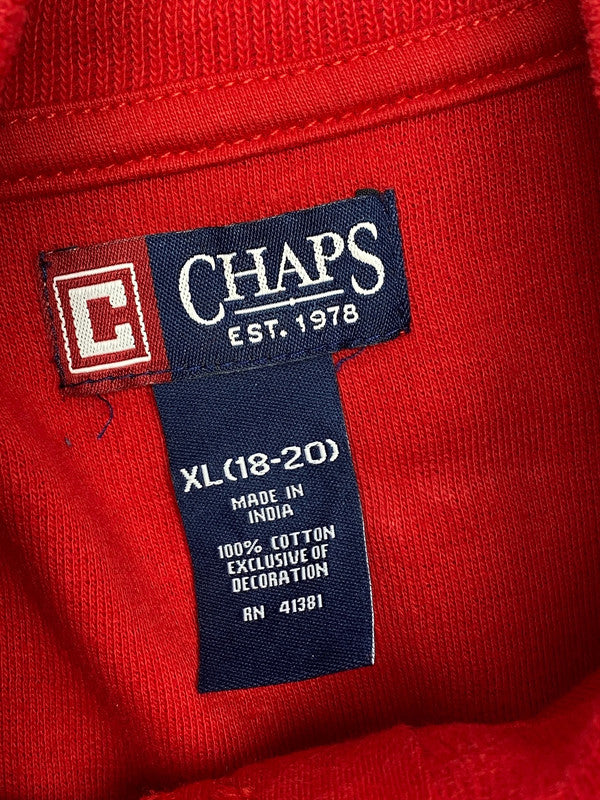 C
CHAPS
EST. 1978
XL(18-20)
MADE IN
INDIA
100% COTTON
EXCLUSIVE OF
DECORATION
RN 41381